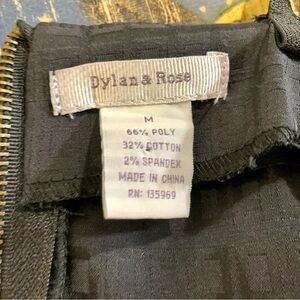 Dylan & Rose
M
66% POLY
32% COTTON
2% SPANDEX
MADE IN CHINA
RN: 135969